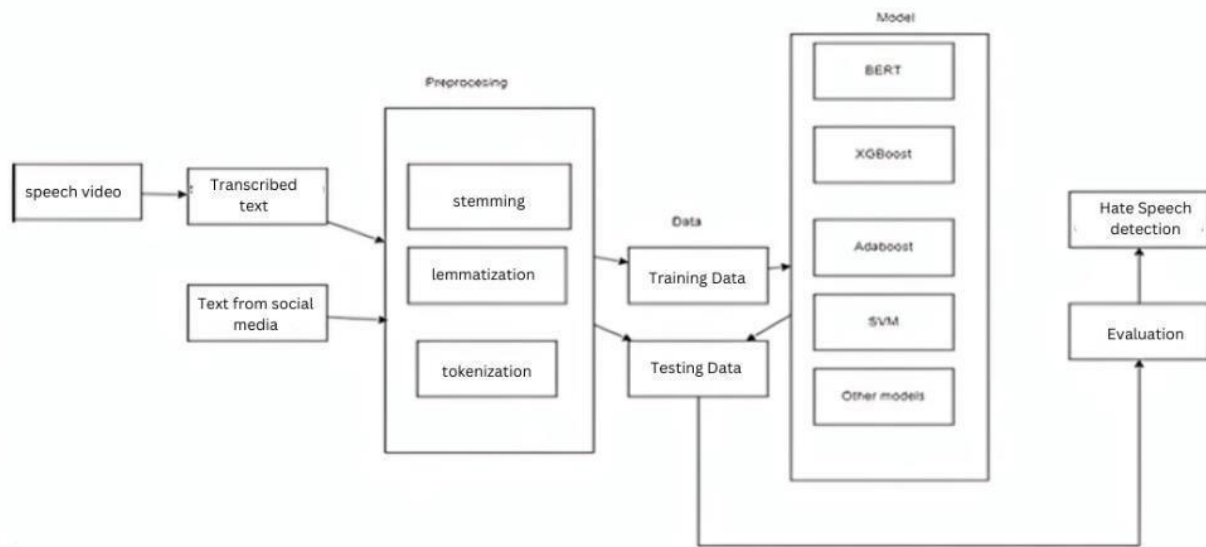 Model
BERT
Preprocesing
XGBoost
speech video
Transcribed
text
stemming
Data
Hate Speech
detection
Adaboost
lemmatization
Training Data
Text from social
media
SVM
Evaluation
tokenization
Testing Data
Other models